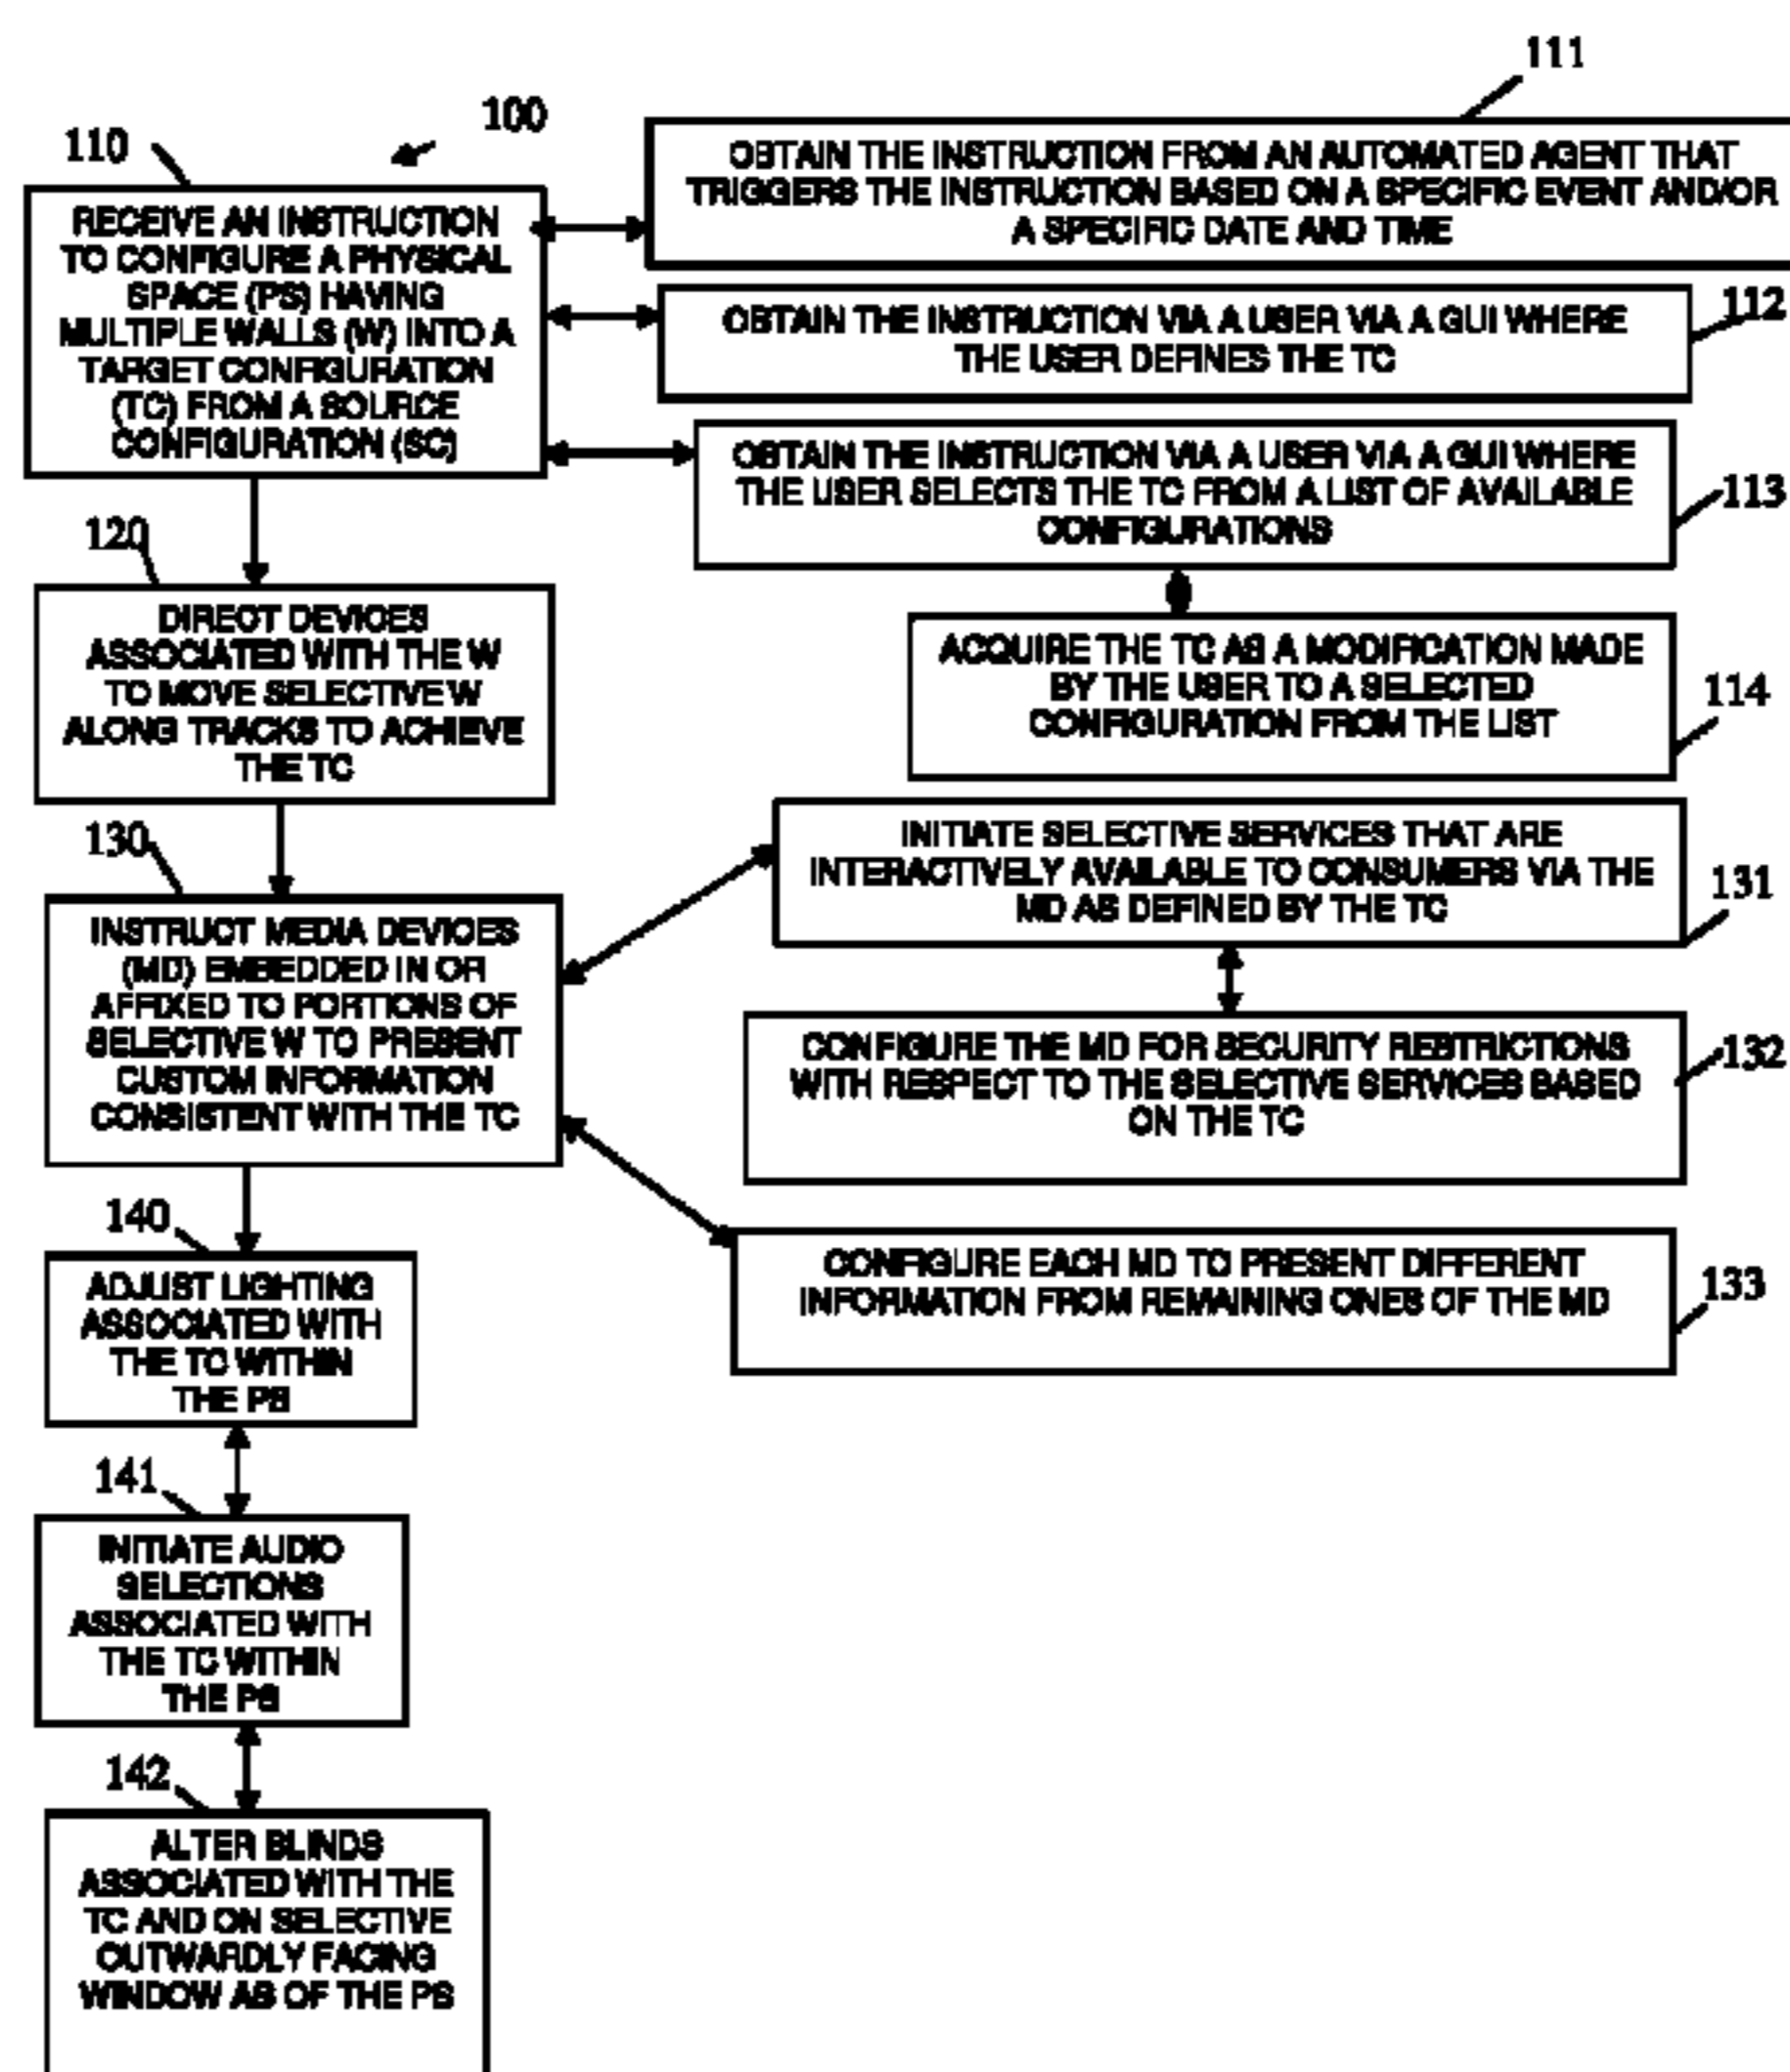 100
110
RECEIVE AN INSTRUCTION
TO CONFIGURE A PHYSICAL
SPACE (PS) HAVING
MULTIPLE WALLS (W) INTO A
TARGET CONFIGURATION
(TC) FROM A SOURCE
CONFIGURATION (SC)
111
OBTAIN THE INSTRUCTION FROM AN AUTOMATED AGENT THAT
TRIGGERS THE INSTRUCTION BASED ON A SPECIFIC EVENT AND/OR
A SPECIFIC DATE AND TIME
112
OBTAIN THE INSTRUCTION VIA A USER VIA A GUI WHERE
THE USER DEFINES THE TC
113
OBTAIN THE INSTRUCTION VIA A USER VIA A GUI WHERE
THE USER SELECTS THE TC FROM A LIST OF AVAILABLE
CONFIGURATIONS
114
ACQUIRE THE TC AS A MODIFICATION MADE
BY THE USER TO A SELECTED
CONFIGURATION FROM THE LIST
120
DIRECT DEVICES
ASSOCIATED WITH THE W
TO MOVE SELECTIVE W
ALONG TRACKS TO ACHIEVE
THE TC
130
INSTRUCT MEDIA DEVICES
(MD) EMBEDDED IN OR
AFFIXED TO PORTIONS OF
SELECTIVE W TO PRESENT
CUSTOM INFORMATION
CONSISTENT WITH THE TC
131
INITIATE SELECTIVE SERVICES THAT ARE
INTERACTIVELY AVAILABLE TO CONSUMERS VIA THE
MD AS DEFINED BY THE TC
132
CONFIGURE THE MD FOR SECURITY RESTRICTIONS
WITH RESPECT TO THE SELECTIVE SERVICES BASED
ON THE TC
133
CONFIGURE EACH MD TO PRESENT DIFFERENT
INFORMATION FROM REMAINING ONES OF THE MD
140
ADJUST LIGHTING
ASSOCIATED WITH
THE TC WITHIN
THE PS
141
INITIATE AUDIO
SELECTIONS
ASSOCIATED WITH
THE TC WITHIN
THE PS
142
ALTER BLINDS
ASSOCIATED WITH THE
TC AND ON SELECTIVE
OUTWARDLY FACING
WINDOW AS OF THE PS